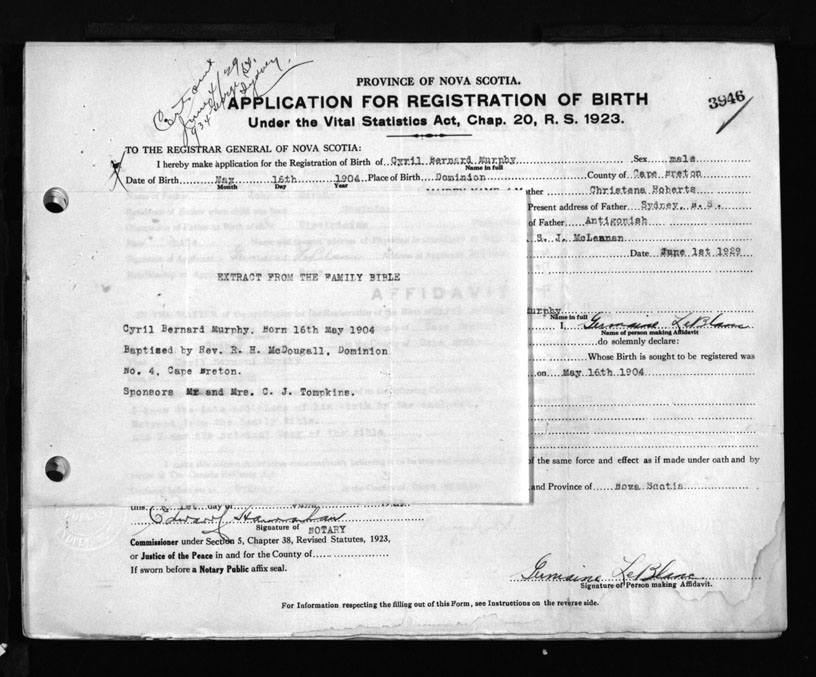 June 4/29
PROVINCE OF NOVA SCOTIA.
APPLICATION FOR REGISTRATION OF BIRTH
3946
Under the Vital Statistics Act, Chap. 20, R. S. 1923.
TO THE REGISTRAR GENERAL OF NOVA SCOTIA:
I hereby make application for the Registration of Birth of Cyril Bernard Murphy Sex male
Name in full
Date of Birth May 16th 1904 Place of Birth Dominion County of Cape Breton
Month Day Year
Christena Roberts
Present address of Father Sydney, N. S.
of Father Antigonish
S. J. McLennan
Date June 1st 1929
EXTRACT FROM THE FAMILY BIBLE
AFFIDAVIT
Murphy
Name in full
Cyril Bernard Murphy. Born 16th May 1904
I, Germaine LeBlanc
Name of person making Affidavit
do solemnly declare:
Baptized by Rev. R. H. McDougall, Dominion
Whose Birth is sought to be registered was
No. 4, Cape Breton.
on May 16th 1904
Sponsors Mr and Mrs. C. J. Tompkins.
of the same force and effect as if made under oath and by
and Province of Nova Scotia
this day of
Signature of NOTARY
Commissioner under Section 5, Chapter 38, Revised Statutes, 1923,
or Justice of the Peace in and for the County of
If sworn before a Notary Public affix seal.
Germaine LeBlanc
Signature of Person making Affidavit.
For Information respecting the filling out of this Form, see Instructions on the reverse side.